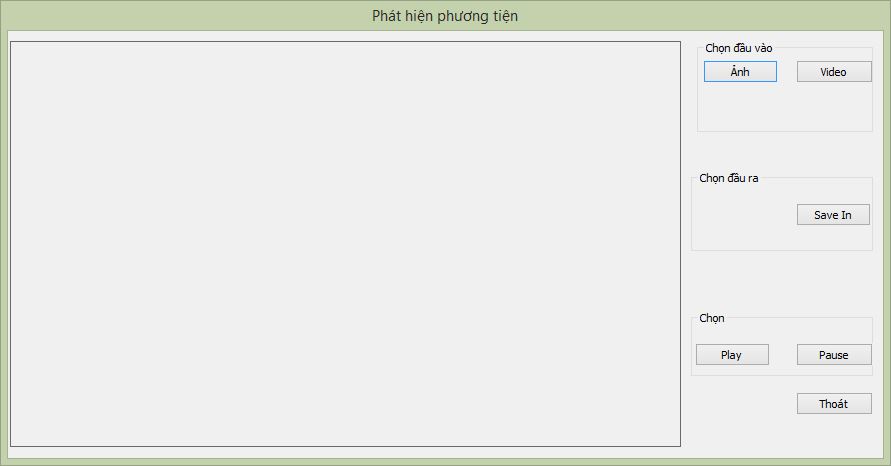 Phát hiện phương tiện
Chọn đầu vào
Ảnh Video
Chọn đầu ra
Save In
Chọn
Play Pause
Thoát